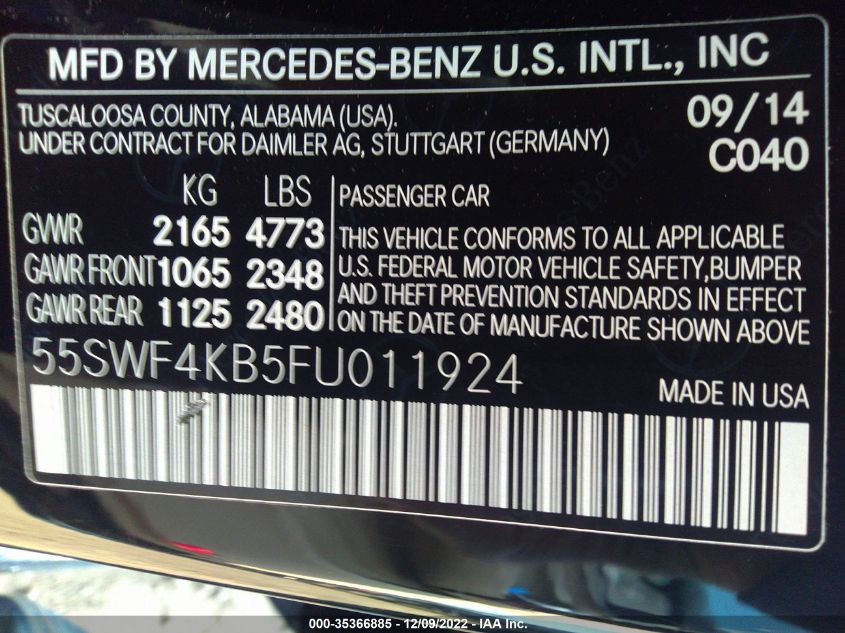 MFD BY MERCEDES-BENZ U.S. INTL., INC
TUSCALOOSA COUNTY, ALABAMA (USA).
UNDER CONTRACT FOR DAIMLER AG, STUTTGART (GERMANY)
09/14
C040
KG LBS
GVWR 2165 4773
GAWR FRONT 1065 2348
GAWR REAR 1125 2480
PASSENGER CAR
THIS VEHICLE CONFORMS TO ALL APPLICABLE
U.S. FEDERAL MOTOR VEHICLE SAFETY,BUMPER
AND THEFT PREVENTION STANDARDS IN EFFECT
ON THE DATE OF MANUFACTURE SHOWN ABOVE
55SWF4KB5FU011924
MADE IN USA
000-35366885 - 12/09/2022 - IAA Inc.